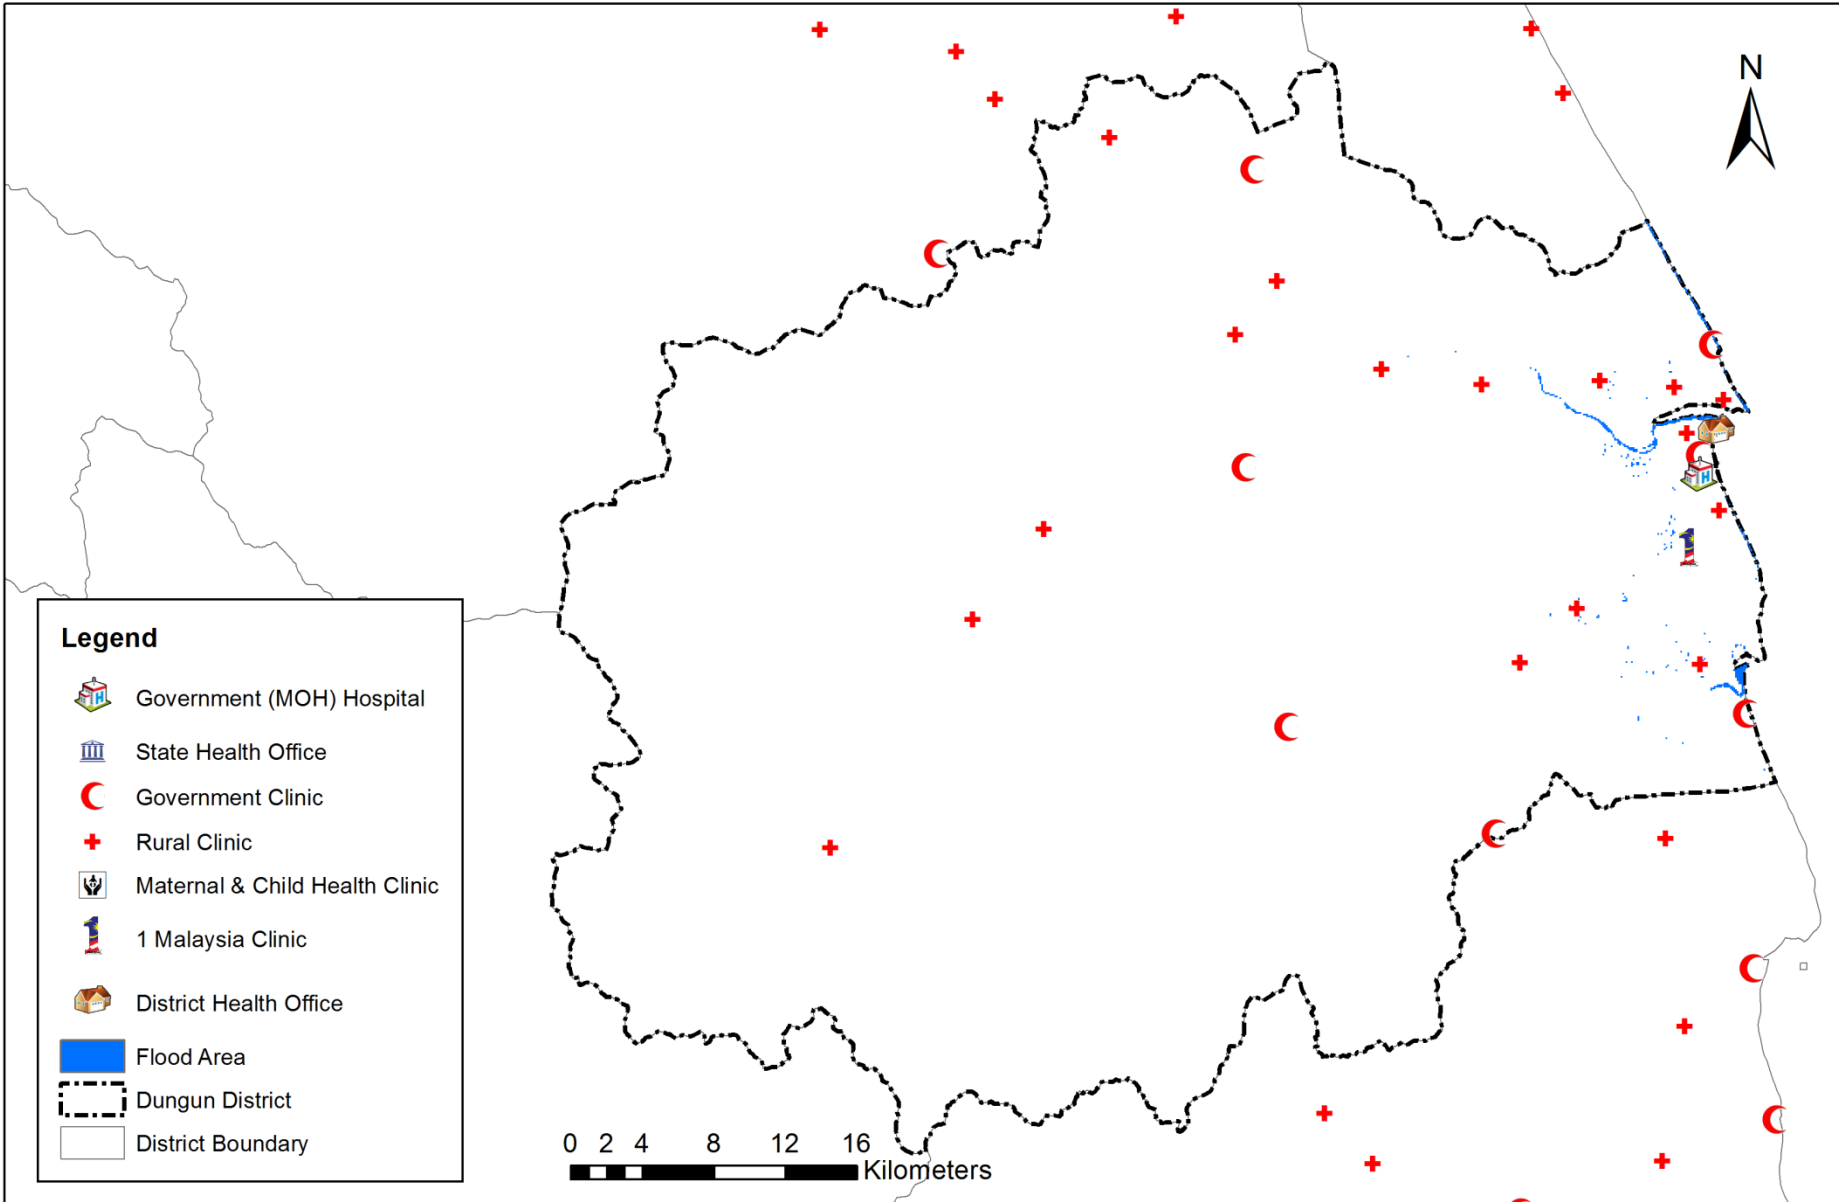 N
Legend
Government (MOH) Hospital
State Health Office
Government Clinic
Rural Clinic
Maternal & Child Health Clinic
1 Malaysia Clinic
District Health Office
Flood Area
Dungun District
District Boundary
0 2 4 8 12 16
Kilometers